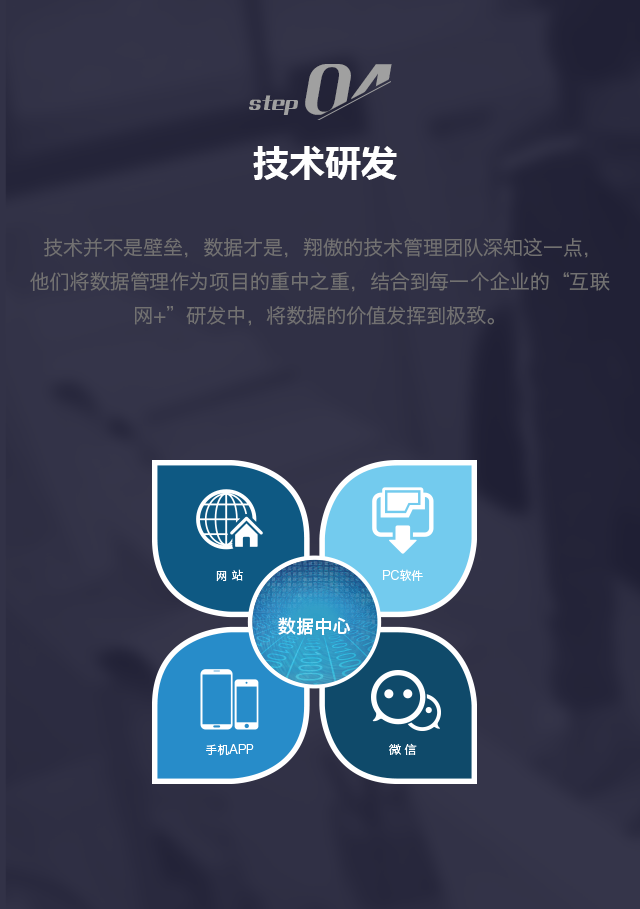 step 04
技术研发
技术并不是壁垒，数据才是，翔傲的技术管理团队深知这一点，
他们将数据管理作为项目的重中之重，结合到每一个企业的“互联
网+”研发中，将数据的价值发挥到极致。
网 站
PC软件
数据中心
手机APP
微 信